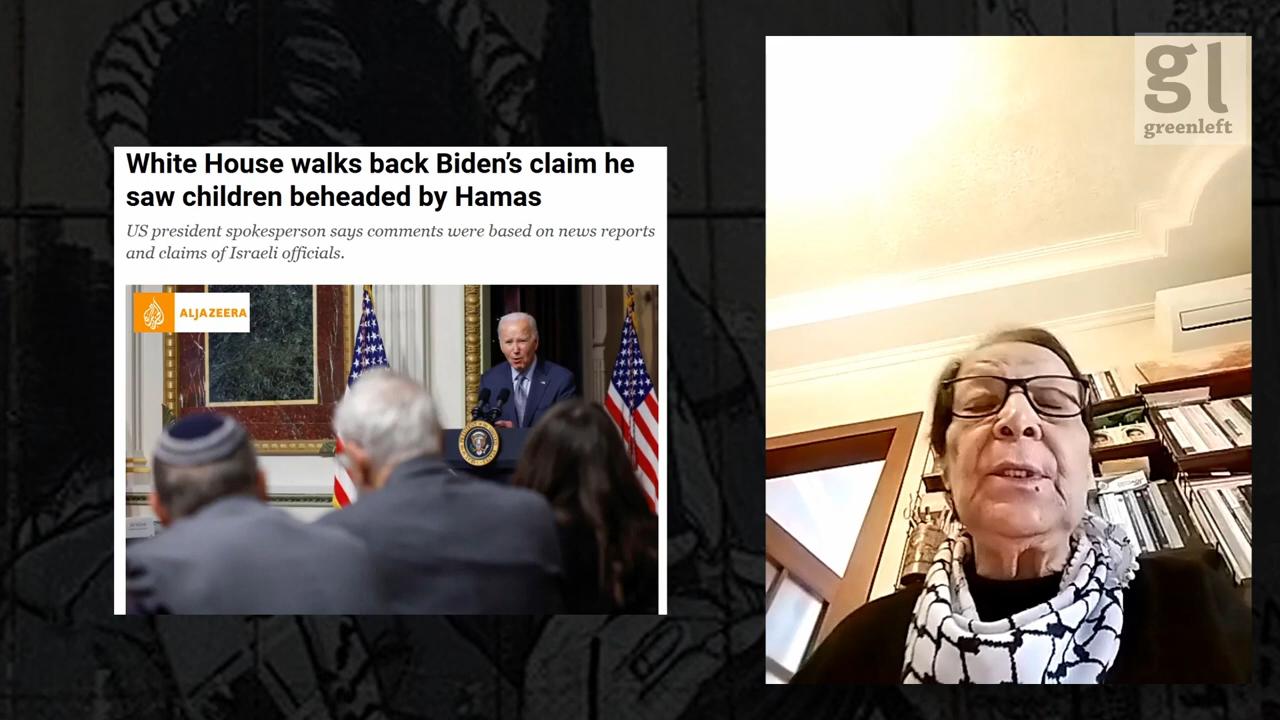 White House walks back Biden's claim he
saw children beheaded by Hamas
US president spokesperson says comments were based on news reports
and claims of Israeli officials.
ALJAZEERA
gl
greenleft